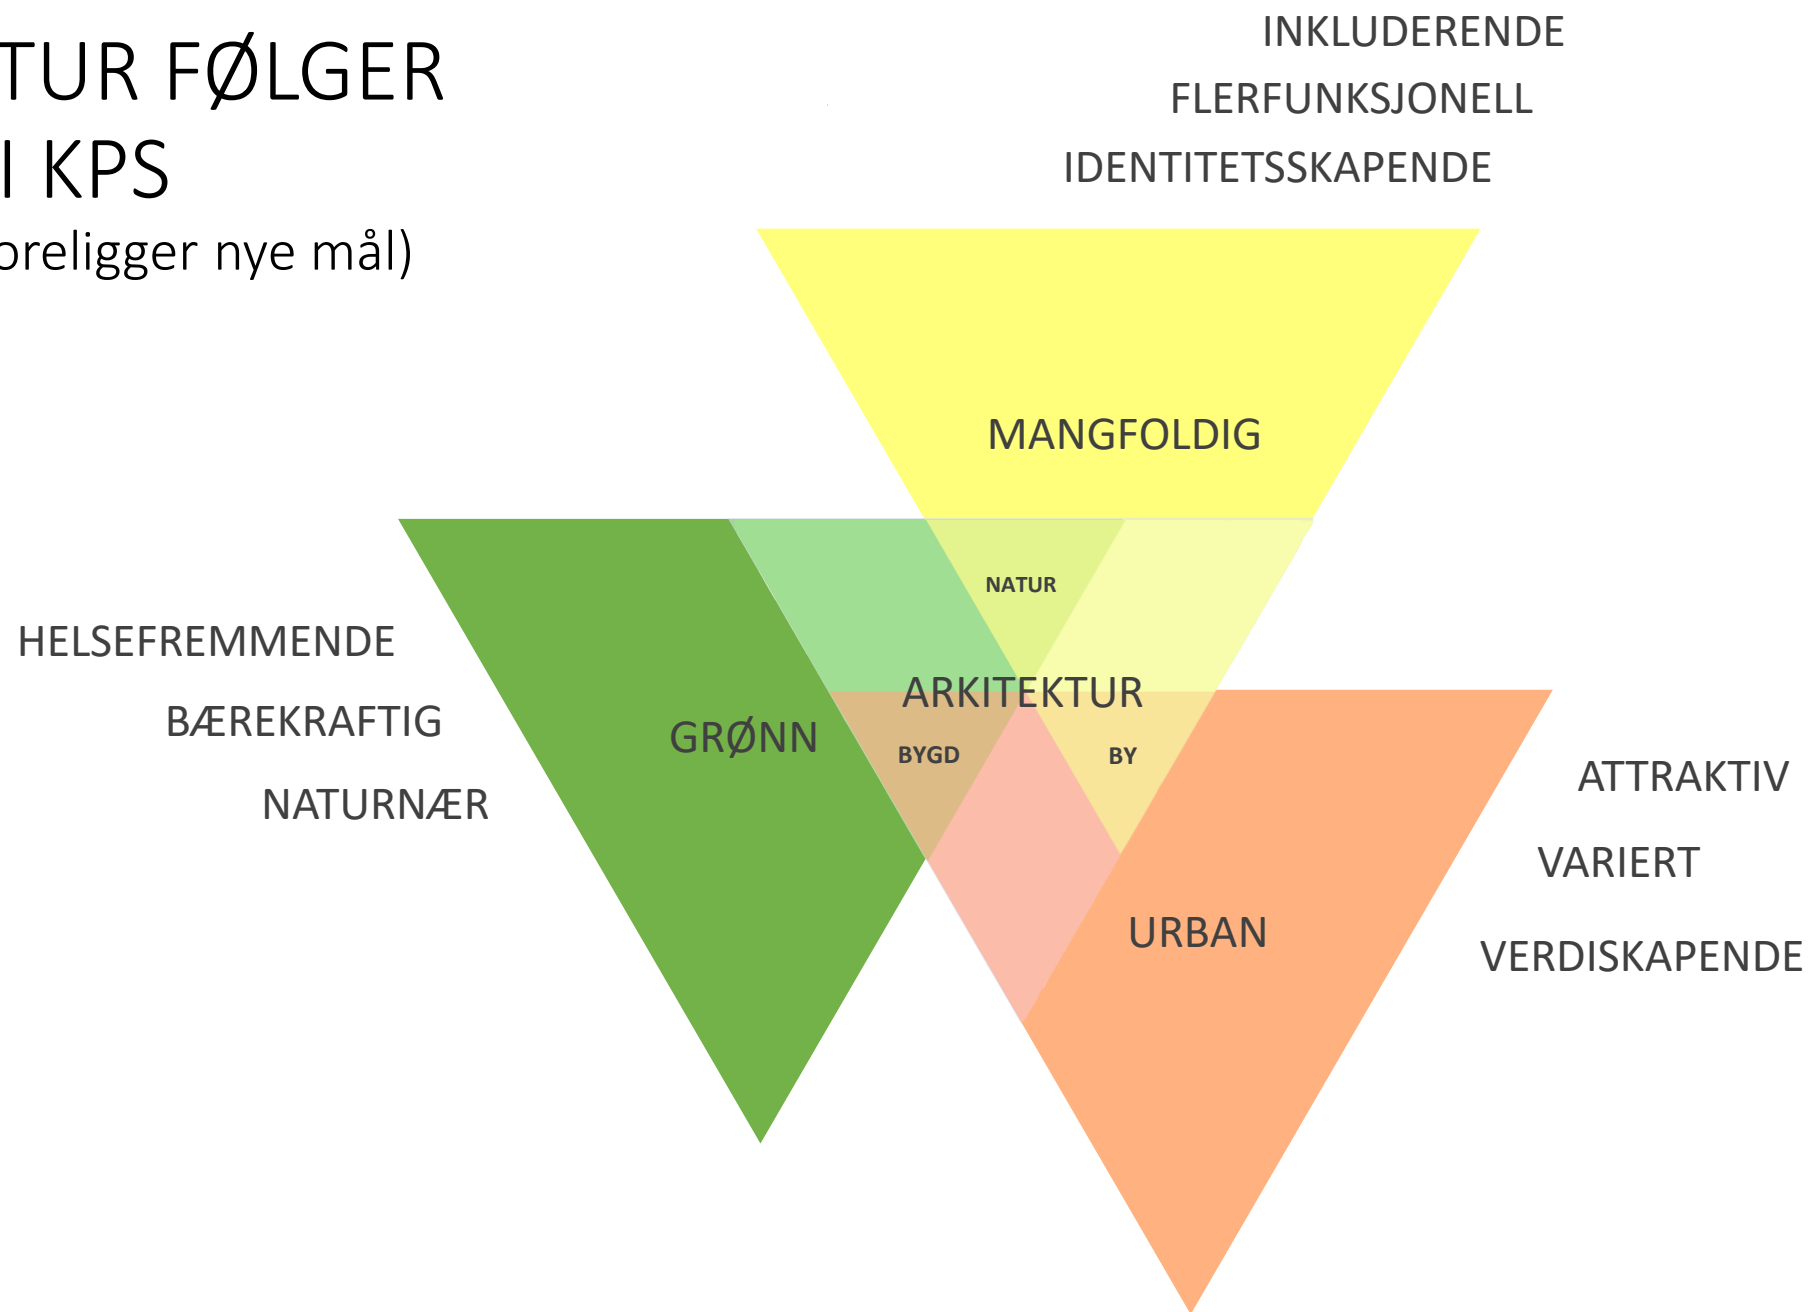 TUR FØLGER
I KPS
oreligger nye mål)
INKLUDERENDE
FLERFUNKSJONELL
IDENTITETSSKAPENDE
MANGFOLDIG
NATUR
HELSEFREMMENDE
BÆREKRAFTIG
NATURNÆR
GRØNN
ARKITEKTUR
BYGD
BY
ATTRAKTIV
VARIERT
VERDISKAPENDE
URBAN